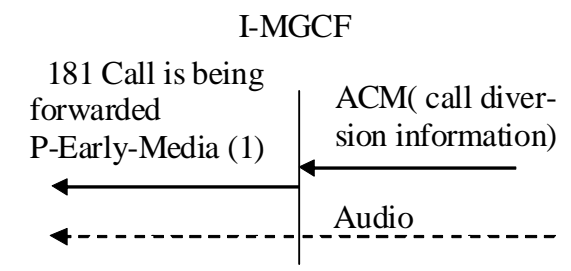 I-MGCF
181 Call is being
forwarded
P-Early-Media (1)
ACM( call diver-
sion information)
Audio